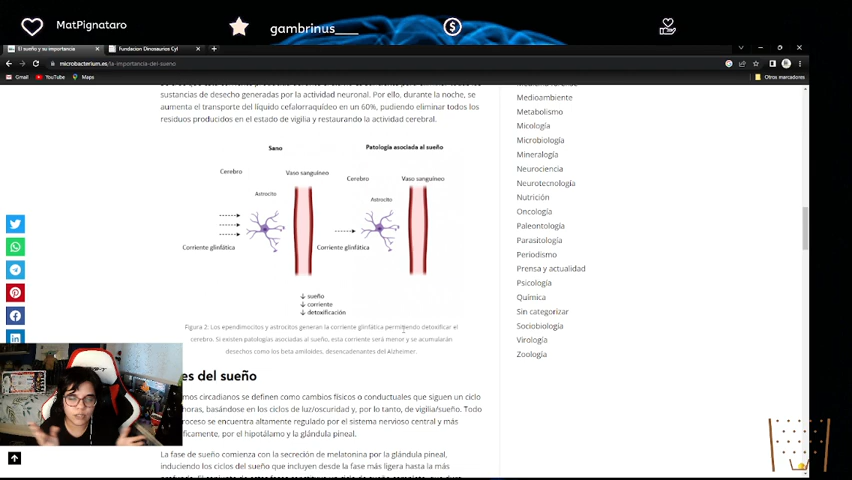 MatPignataro
gambrinus____
El sueño y su importancia
Fundacion Dinosaurios CyL
microbacterium.es/la-importancia-del-sueno
Gmail
YouTube
Maps
Otros marcadores
sustancias de desecho generadas por la actividad neuronal. Por ello, durante la noche, se
aumenta el transporte del líquido cefalorraquídeo en un 60%, pudiendo eliminar todos los
residuos producidos en el estado de vigilia y restaurando la actividad cerebral.
Sano
Patología asociada al sueño
Cerebro
Vaso sanguíneo
Cerebro
Vaso sanguíneo
Astrocito
Astrocito
Corriente glinfática
Corriente glinfática
↓ sueño
↓ corriente
↓ detoxificación
Figura 2: Los ependimocitos y astrocitos generan la corriente glinfática permitiendo detoxificar el
cerebro. Si existen patologías asociadas al sueño, esta corriente será menor y se acumularán
desechos como los beta amiloides, desencadenantes del Alzheimer.
es del sueño
mos circadianos se definen como cambios físicos o conductuales que siguen un ciclo
horas, basándose en los ciclos de luz/oscuridad y, por lo tanto, de vigilia/sueño. Todo
roceso se encuentra altamente regulado por el sistema nervioso central y más
ficamente, por el hipotálamo y la glándula pineal.
La fase de sueño comienza con la secreción de melatonina por la glándula pineal,
induciendo los ciclos del sueño que incluyen desde la fase más ligera hasta la más
Medioambiente
Metabolismo
Micología
Microbiología
Mineralogía
Neurociencia
Neurotecnología
Nutrición
Oncología
Paleontología
Parasitología
Periodismo
Prensa y actualidad
Psicología
Química
Sin categorizar
Sociobiología
Virología
Zoología